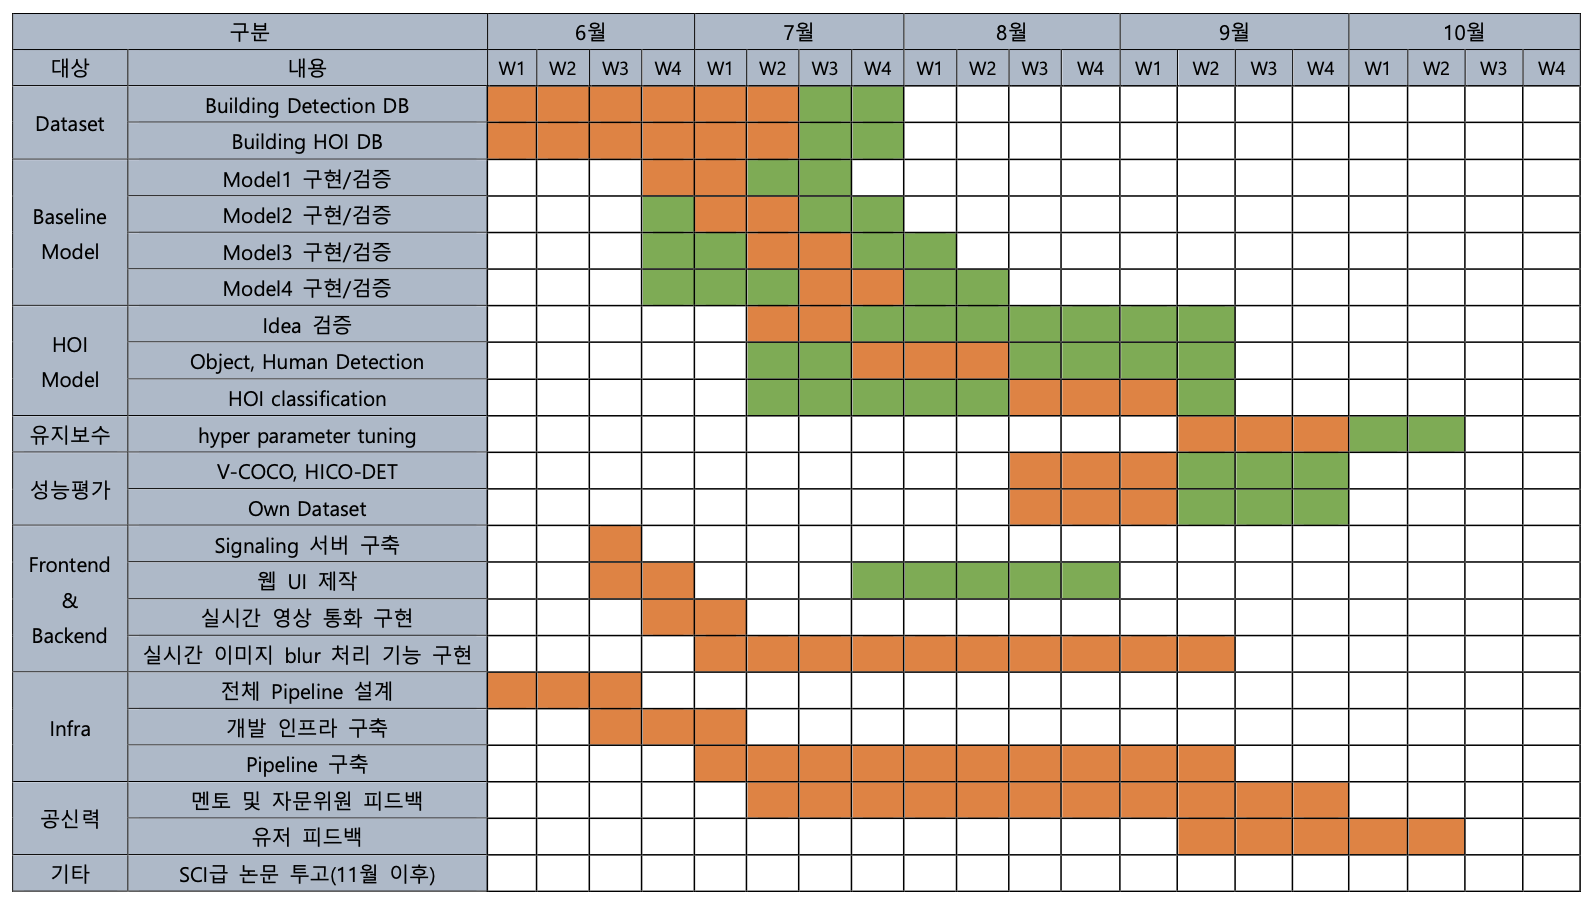 구분 6월 7월 8월 9월 10월
대상 내용 W1 W2 W3 W4 W1 W2 W3 W4 W1 W2 W3 W4 W1 W2 W3 W4 W1 W2 W3 W4
Dataset
Building Detection DB
Building HOI DB
Baseline
Model
Model1 구현/검증
Model2 구현/검증
Model3 구현/검증
Model4 구현/검증
HOI
Model
Idea 검증
Object, Human Detection
HOI classification
유지보수
hyper parameter tuning
성능평가
V-COCO, HICO-DET
Own Dataset
Frontend
&
Backend
Signaling 서버 구축
웹 UI 제작
실시간 영상 통화 구현
실시간 이미지 blur 처리 기능 구현
Infra
전체 Pipeline 설계
개발 인프라 구축
Pipeline 구축
공신력
멘토 및 자문위원 피드백
유저 피드백
기타
SCI급 논문 투고(11월 이후)